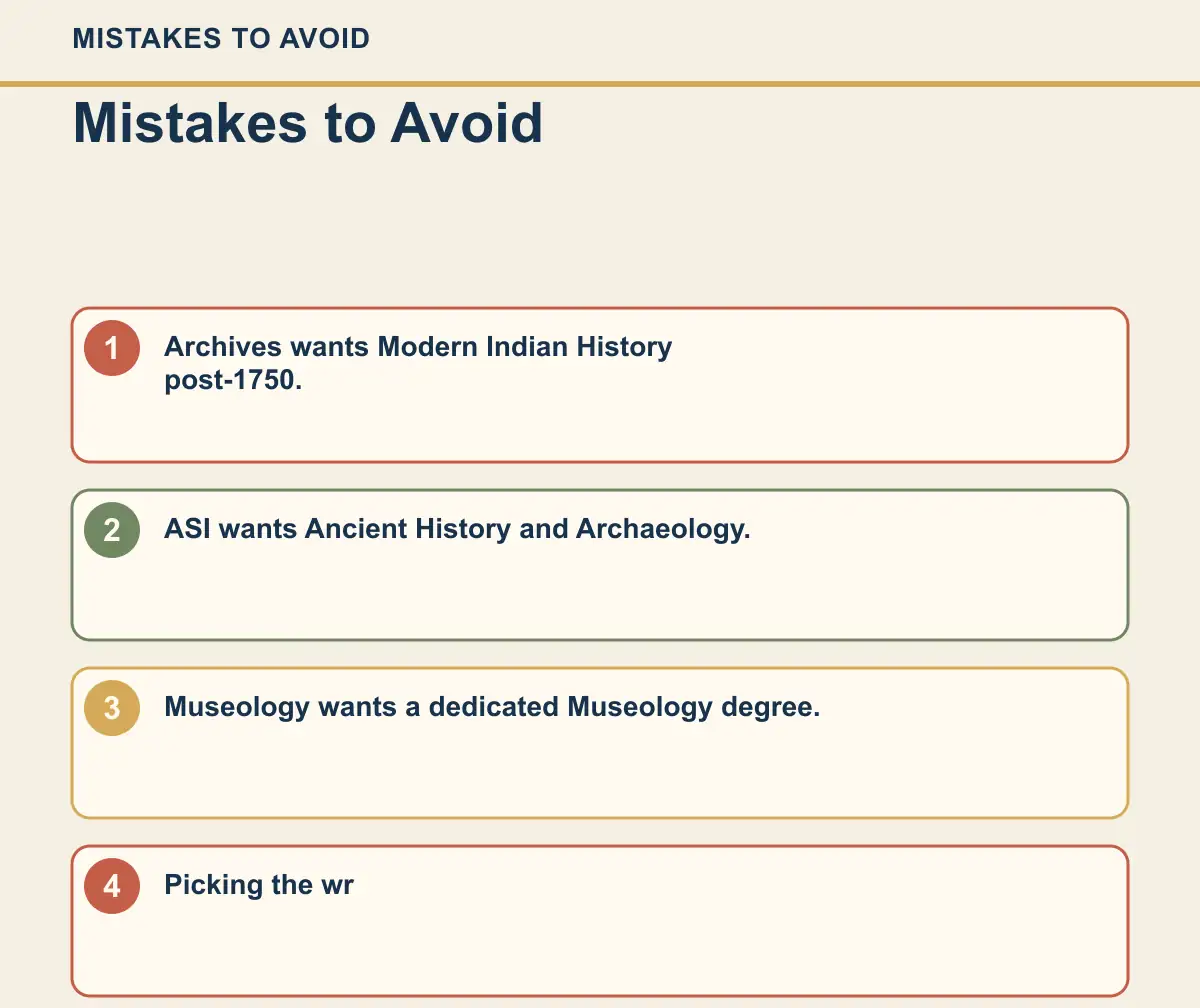 MISTAKES TO AVOID
Mistakes to Avoid
1
Archives wants Modern Indian History
post-1750.
2
ASI wants Ancient History and Archaeology.
3
Museology wants a dedicated Museology degree.
4
Picking the wr